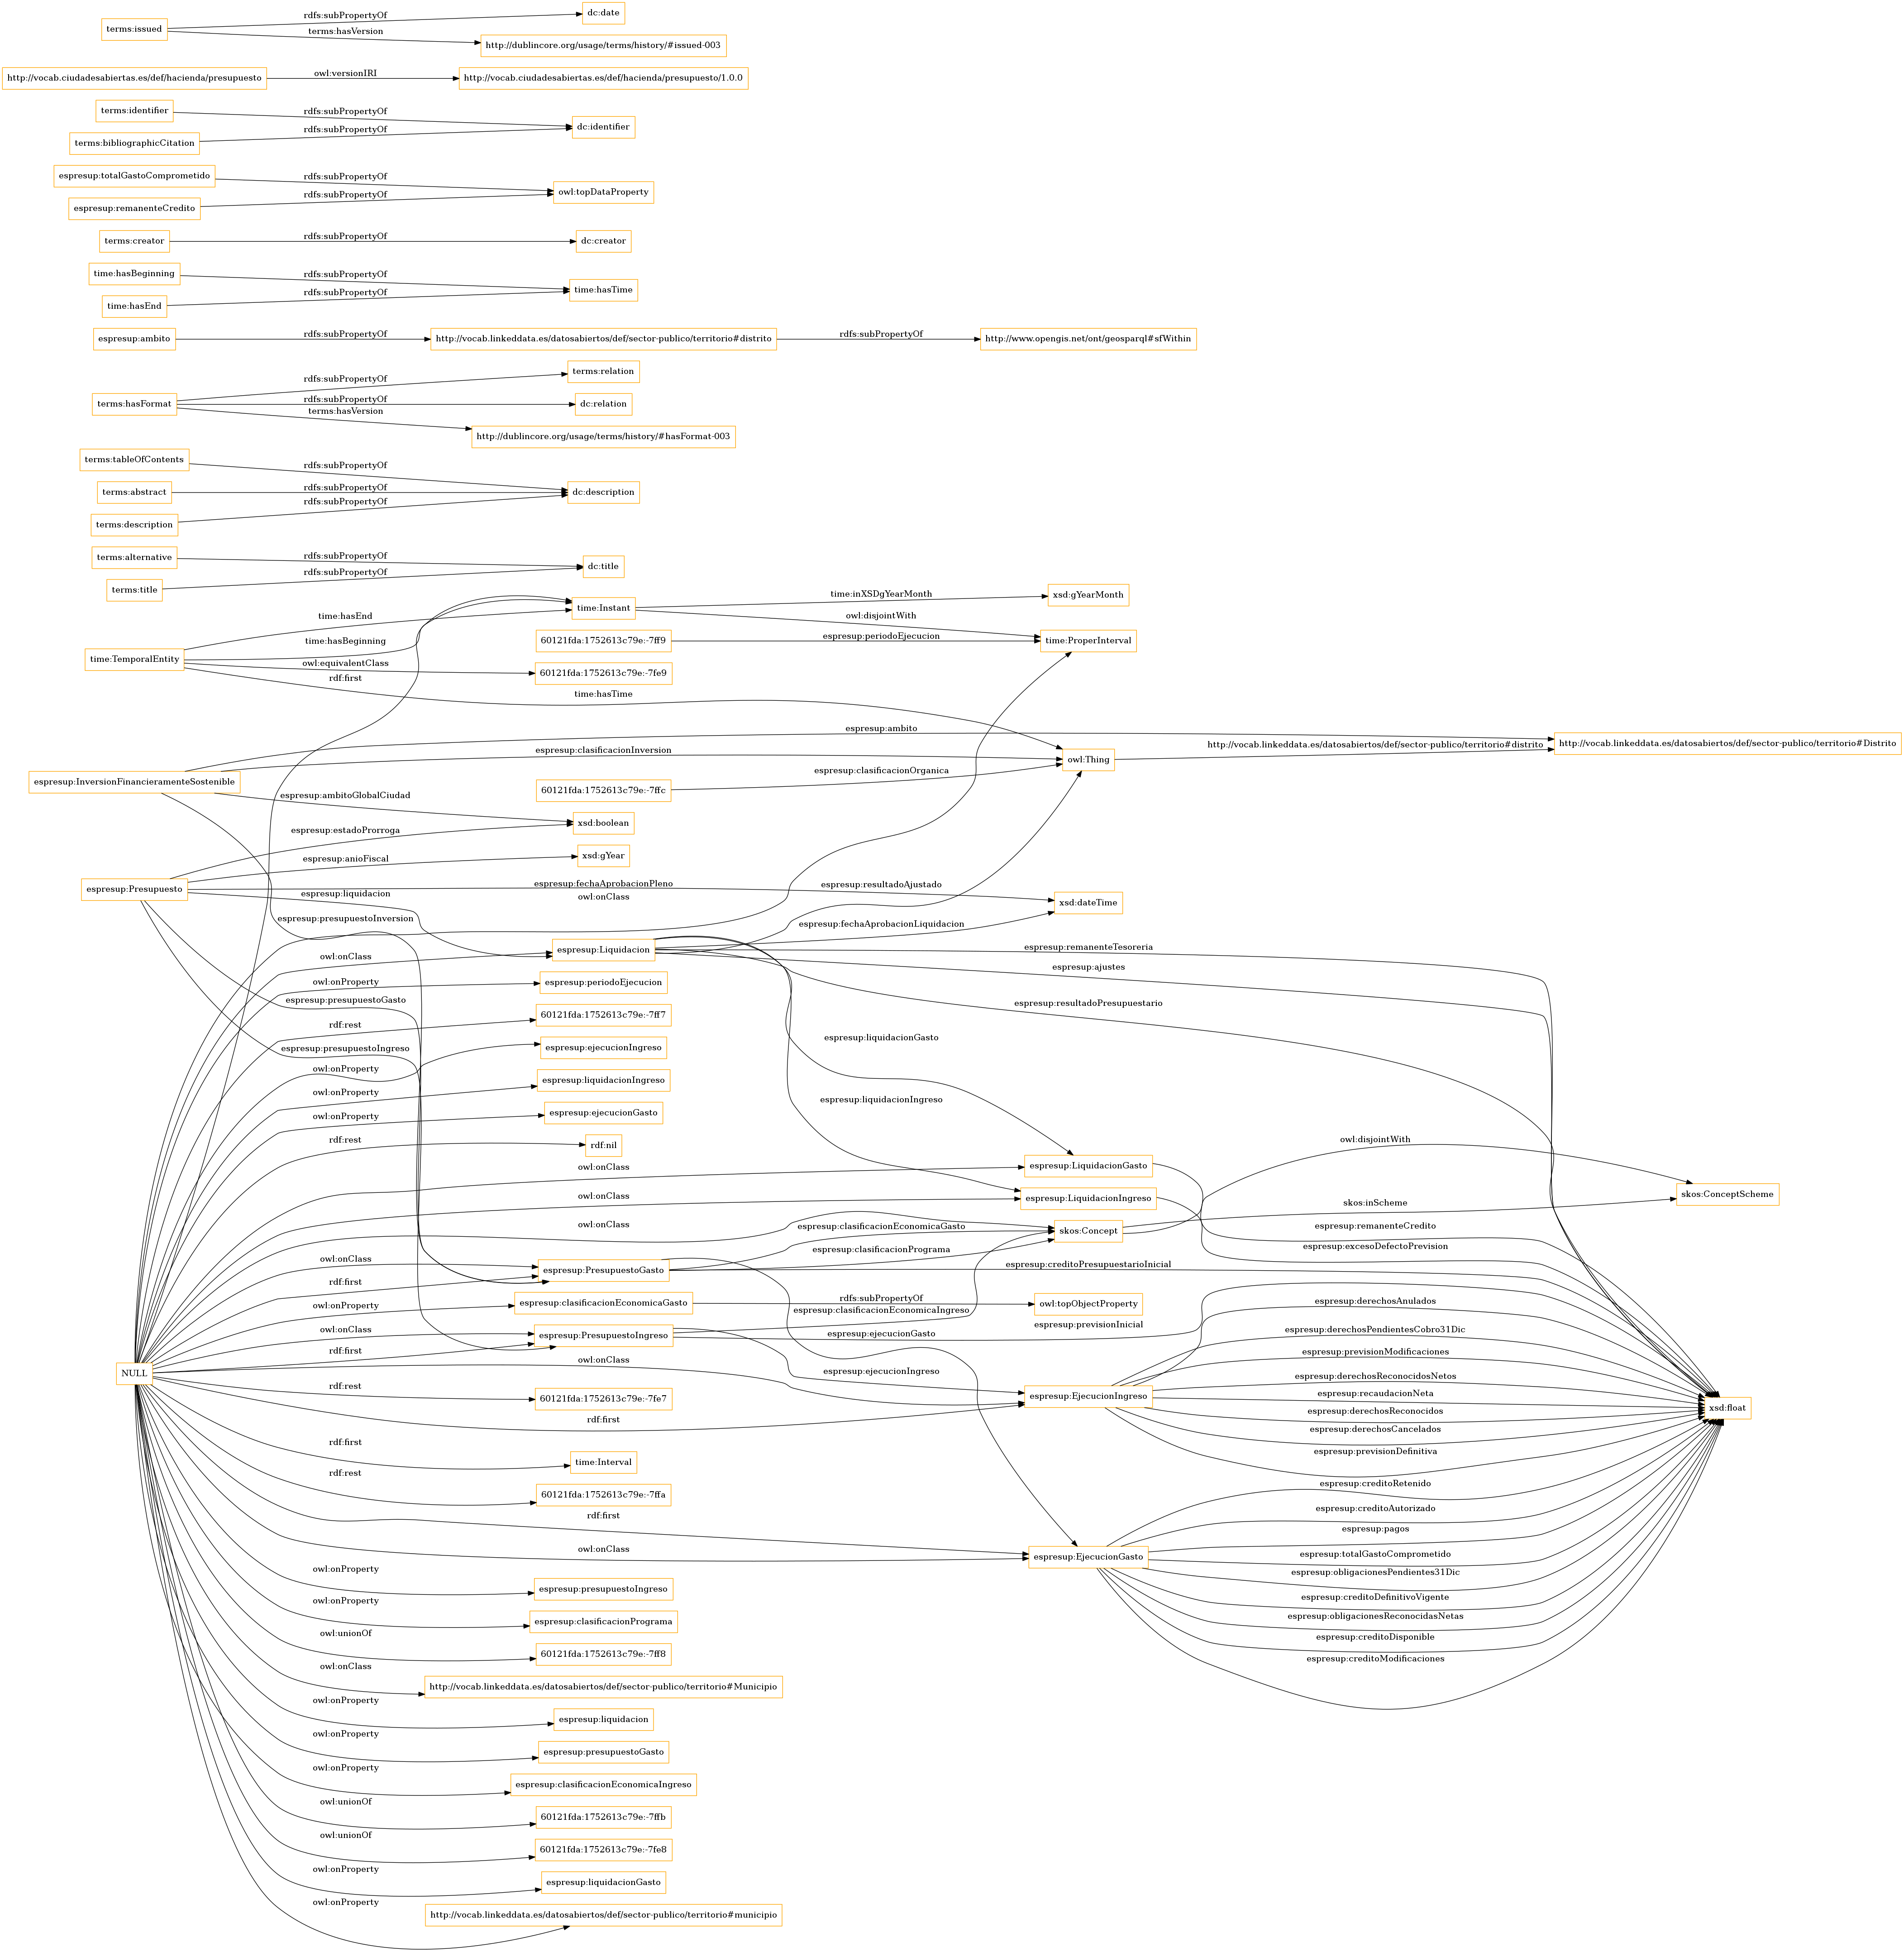 dc:date
rdfs:subPropertyOf
terms:issued
terms:hasVersion
http://dublincore.org/usage/terms/history/#issued-003
http://vocab.ciudadesabiertas.es/def/hacienda/presupuesto
owl:versionIRI
http://vocab.ciudadesabiertas.es/def/hacienda/presupuesto/1.0.0
terms:identifier
rdfs:subPropertyOf
dc:identifier
terms:bibliographicCitation
rdfs:subPropertyOf
espresup:totalGastoComprometido
rdfs:subPropertyOf
owl:topDataProperty
espresup:remanenteCredito
rdfs:subPropertyOf
terms:creator
rdfs:subPropertyOf
dc:creator
time:hasBeginning
rdfs:subPropertyOf
time:hasTime
time:hasEnd
rdfs:subPropertyOf
espresup:ambito
rdfs:subPropertyOf
http://vocab.linkeddata.es/datosabiertos/def/sector-publico/territorio#distrito
rdfs:subPropertyOf
http://www.opengis.net/ont/geosparql#sfWithin
terms:relation
rdfs:subPropertyOf
terms:hasFormat
rdfs:subPropertyOf
dc:relation
terms:hasVersion
http://dublincore.org/usage/terms/history/#hasFormat-003
terms:tableOfContents
rdfs:subPropertyOf
terms:abstract
rdfs:subPropertyOf
dc:description
terms:description
rdfs:subPropertyOf
terms:alternative
rdfs:subPropertyOf
dc:title
terms:title
rdfs:subPropertyOf
time:Instant
time:inXSDgYearMonth
xsd:gYearMonth
owl:disjointWith
time:hasEnd
time:hasBeginning
60121fda:1752613c79e:-7ff9
espresup:periodoEjecucion
time:ProperInterval
time:TemporalEntity
owl:equivalentClass
60121fda:1752613c79e:-7fe9
rdf:first
time:hasTime
espresup:ambito
http://vocab.linkeddata.es/datosabiertos/def/sector-publico/territorio#distrito
http://vocab.linkeddata.es/datosabiertos/def/sector-publico/territorio#Distrito
espresup:clasificacionInversion
owl:Thing
espresup:InversionFinancieramenteSostenible
espresup:clasificacionOrganica
60121fda:1752613c79e:-7ffc
espresup:ambitoGlobalCiudad
xsd:boolean
espresup:estadoProrroga
xsd:gYear
espresup:anioFiscal
espresup:Presupuesto
espresup:fechaAprobacionPleno
espresup:resultadoAjustado
espresup:liquidacion
owl:onClass
xsd:dateTime
espresup:presupuestoInversion
espresup:fechaAprobacionLiquidacion
espresup:Liquidacion
espresup:remanenteTesoreria
owl:onClass
espresup:ajustes
owl:onProperty
espresup:periodoEjecucion
espresup:presupuestoGasto
espresup:resultadoPresupuestario
60121fda:1752613c79e:-7ff7
rdf:rest
espresup:liquidacionGasto
espresup:presupuestoIngreso
espresup:ejecucionIngreso
owl:onProperty
espresup:liquidacionIngreso
owl:onProperty
espresup:liquidacionIngreso
espresup:ejecucionGasto
owl:onProperty
rdf:rest
rdf:nil
owl:disjointWith
owl:onClass
espresup:LiquidacionGasto
owl:onClass
espresup:LiquidacionIngreso
skos:inScheme
skos:ConceptScheme
owl:onClass
espresup:clasificacionEconomicaGasto
skos:Concept
espresup:remanenteCredito
espresup:clasificacionPrograma
espresup:excesoDefectoPrevision
owl:onClass
espresup:PresupuestoGasto
espresup:creditoPresupuestarioInicial
rdf:first
owl:onProperty
espresup:clasificacionEconomicaGasto
rdfs:subPropertyOf
owl:topObjectProperty
espresup:clasificacionEconomicaIngreso
espresup:derechosAnulados
espresup:previsionInicial
owl:onClass
espresup:PresupuestoIngreso
espresup:ejecucionGasto
espresup:derechosPendientesCobro31Dic
rdf:first
owl:onClass
espresup:previsionModificaciones
NULL
espresup:ejecucionIngreso
espresup:derechosReconocidosNetos
rdf:rest
60121fda:1752613c79e:-7fe7
espresup:EjecucionIngreso
espresup:recaudacionNeta
xsd:float
espresup:derechosReconocidos
rdf:first
espresup:derechosCancelados
rdf:first
espresup:previsionDefinitiva
time:Interval
rdf:rest
60121fda:1752613c79e:-7ffa
espresup:creditoRetenido
rdf:first
espresup:creditoAutorizado
espresup:pagos
owl:onClass
espresup:EjecucionGasto
espresup:totalGastoComprometido
owl:onProperty
espresup:presupuestoIngreso
espresup:obligacionesPendientes31Dic
owl:onProperty
espresup:clasificacionPrograma
espresup:creditoDefinitivoVigente
owl:unionOf
60121fda:1752613c79e:-7ff8
espresup:obligacionesReconocidasNetas
espresup:creditoDisponible
owl:onClass
http://vocab.linkeddata.es/datosabiertos/def/sector-publico/territorio#Municipio
espresup:creditoModificaciones
owl:onProperty
espresup:liquidacion
owl:onProperty
espresup:presupuestoGasto
owl:onProperty
espresup:clasificacionEconomicaIngreso
owl:unionOf
60121fda:1752613c79e:-7ffb
owl:unionOf
60121fda:1752613c79e:-7fe8
owl:onProperty
espresup:liquidacionGasto
owl:onProperty
http://vocab.linkeddata.es/datosabiertos/def/sector-publico/territorio#municipio